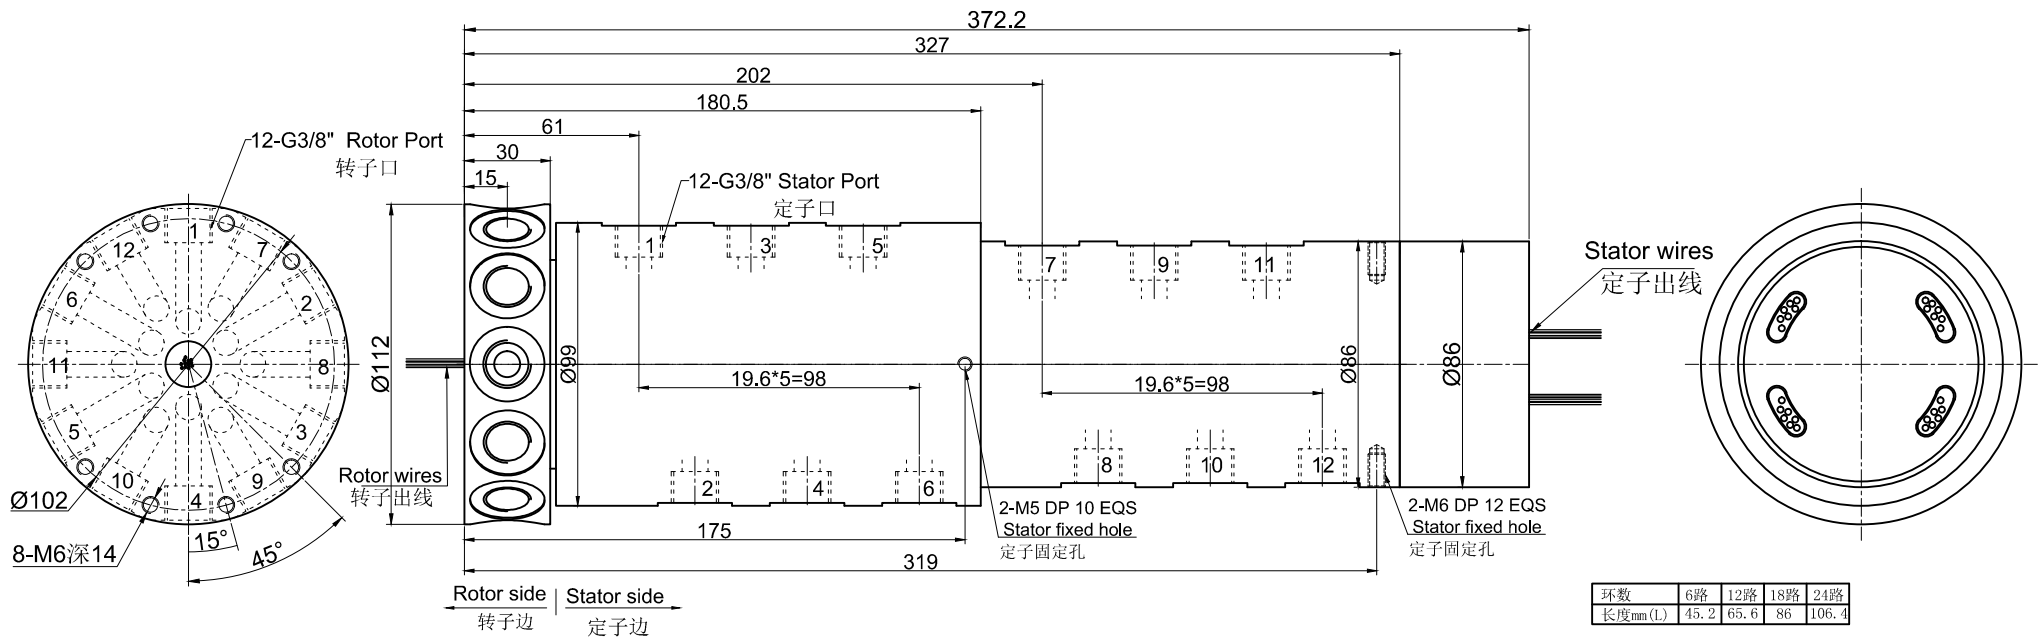 372.2
327
202
180.5
61
30
15
12-G3/8" Rotor Port
转子口
12-G3/8" Stator Port
定子口
1
7
2
8
3
9
4
10
5
11
6
12
Ø102
8-M6深14
15°
45°
Ø112
Ø99
Rotor wires
转子出线
1
3
5
2
4
6
19.6*5=98
7
9
11
8
10
12
19.6*5=98
Ø86
Ø86
Stator wires
定子出线
2-M5 DP 10 EQS
Stator fixed hole
定子固定孔
2-M6 DP 12 EQS
Stator fixed hole
定子固定孔
175
319
Rotor side
转子边
Stator side
定子边
环数 6路 12路 18路 24路
长度mm(L) 45.2 65.6 86 106.4